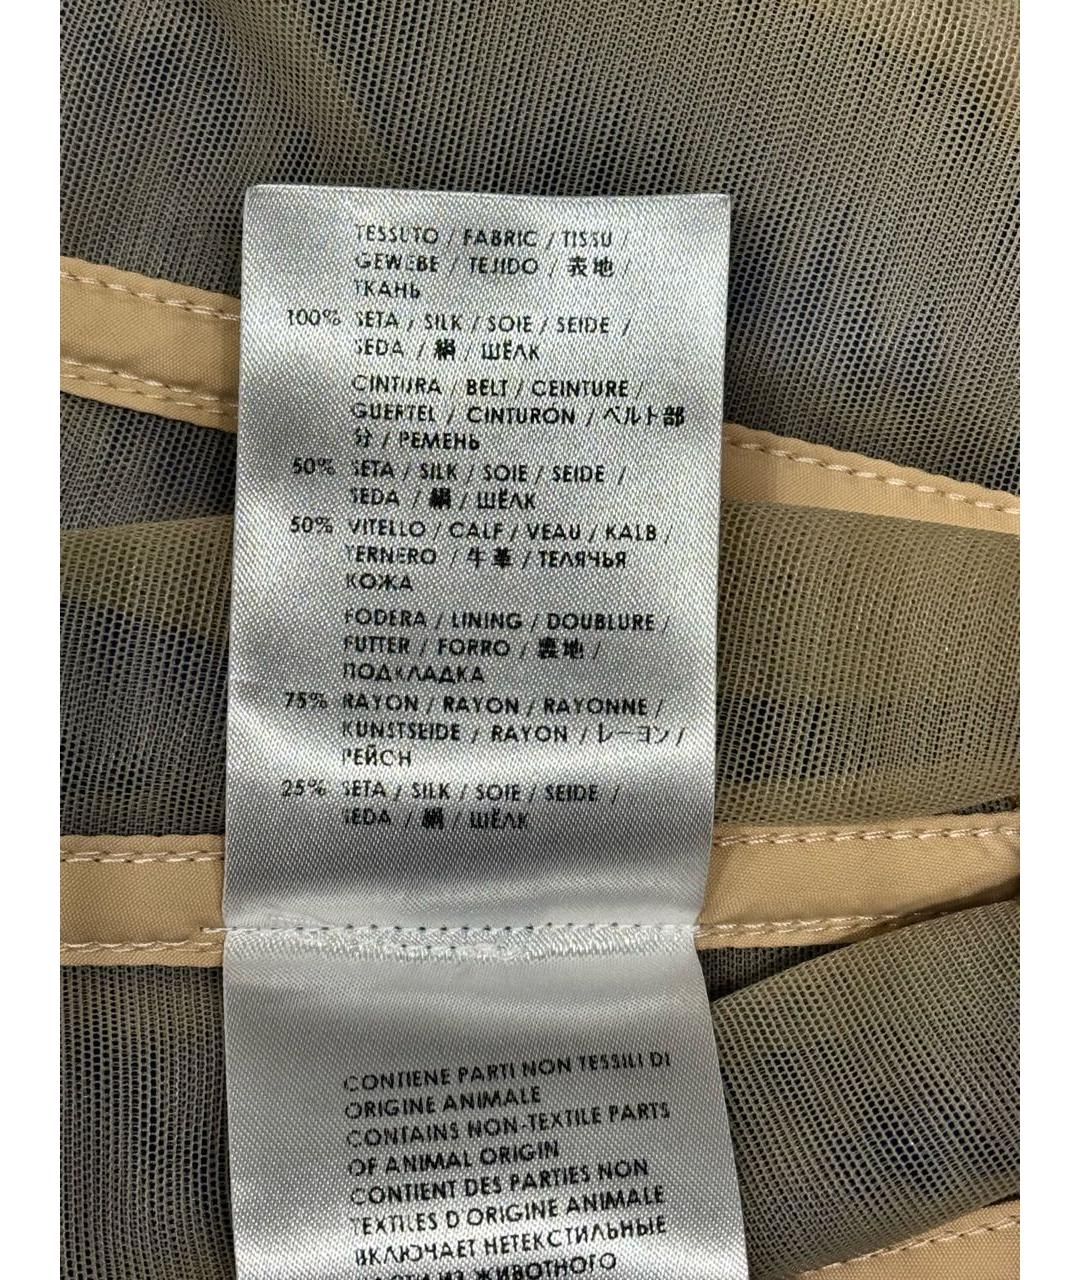 TESSUTO / FABRIC / TISSU /
GEWEBE / TEJIDO / 表地 /
ТКАНЬ
100% SETA / SILK / SOIE / SEIDE /
SEDA / 絹 / ШЁЛК
CINTURA / BELT / CEINTURE /
GUERTEL / CINTURON / ベルト部
分 / РЕМЕНЬ
50% SETA / SILK / SOIE / SEIDE /
SEDA / 絹 / ШЁЛК
50% VITELLO / CALF / VEAU / KALB /
TERNERO / 牛革 / ТЕЛЯЧЬЯ
КОЖА
FODERA / LINING / DOUBLURE /
FUTTER / FORRO / 裏地 /
ПОДКЛАДКА
75% RAYON / RAYON / RAYONNE /
KUNSTSEIDE / RAYON / レーヨン /
РЕЙОН
25% SETA / SILK / SOIE / SEIDE /
SEDA / 絹 / ШЁЛК
CONTIENE PARTI NON TESSILI DI
ORIGINE ANIMALE
CONTAINS NON-TEXTILE PARTS
OF ANIMAL ORIGIN
CONTIENT DES PARTIES NON
TEXTILES D ORIGINE ANIMALE
ВКЛЮЧАЕТ НЕТЕКСТИЛЬНЫЕ
ЧАСТИ ИЗ ЖИВОТНОГО